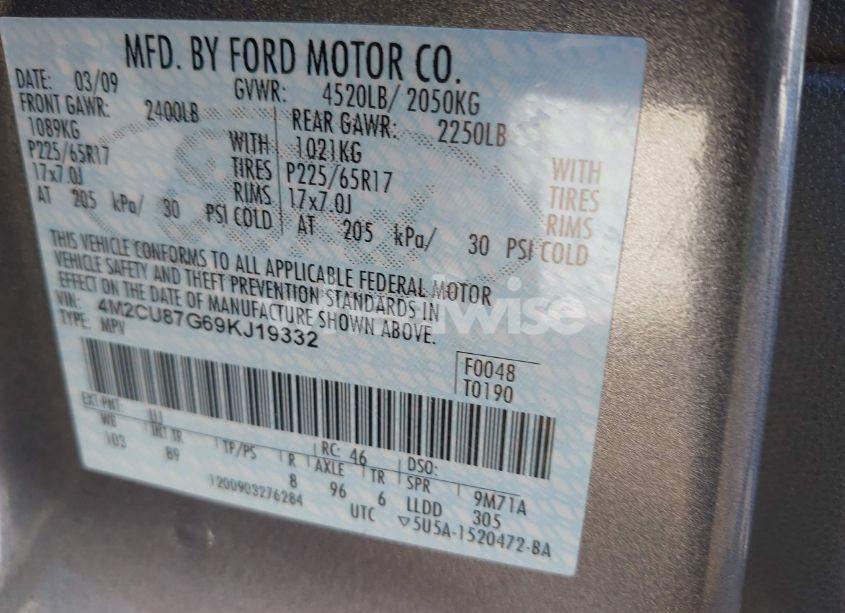 MFD. BY FORD MOTOR CO.
DATE: 03/09 GVWR: 4520LB/ 2050KG
FRONT GAWR: 2400LB REAR GAWR: 2250LB
1089KG WITH 1021KG WITH
P225/65R17 TIRES P225/65R17 TIRES
17x7.0J RIMS 17x7.0J RIMS
AT 205 kPa/ 30 PSI COLD AT 205 kPa/ 30 PSI COLD
THIS VEHICLE CONFORMS TO ALL APPLICABLE FEDERAL MOTOR
VEHICLE SAFETY AND THEFT PREVENTION STANDARDS IN
EFFECT ON THE DATE OF MANUFACTURE SHOWN ABOVE.
VIN: 4M2CU87G69KJ19332
TYPE: MPV
F0048
T0190
EXT PNT: UJ RC: 46 DSO:
WB INT TR TP/PS R AXLE TR SPR 9M71A
103 89 8 96 6 LLDD 305
1200903276284 UTC ▽5U5A-1520472-BA